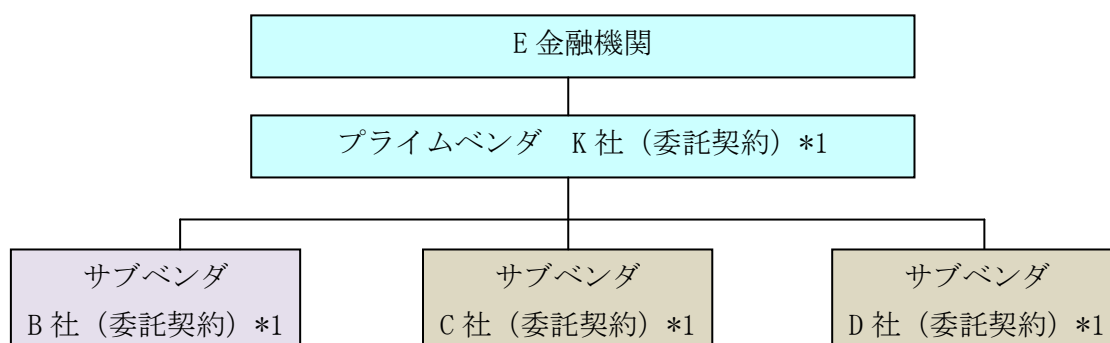 E 金融機関
プライムベンダ　K 社（委託契約）*1
サブベンダ
B 社（委託契約）*1
サブベンダ
C 社（委託契約）*1
サブベンダ
D 社（委託契約）*1